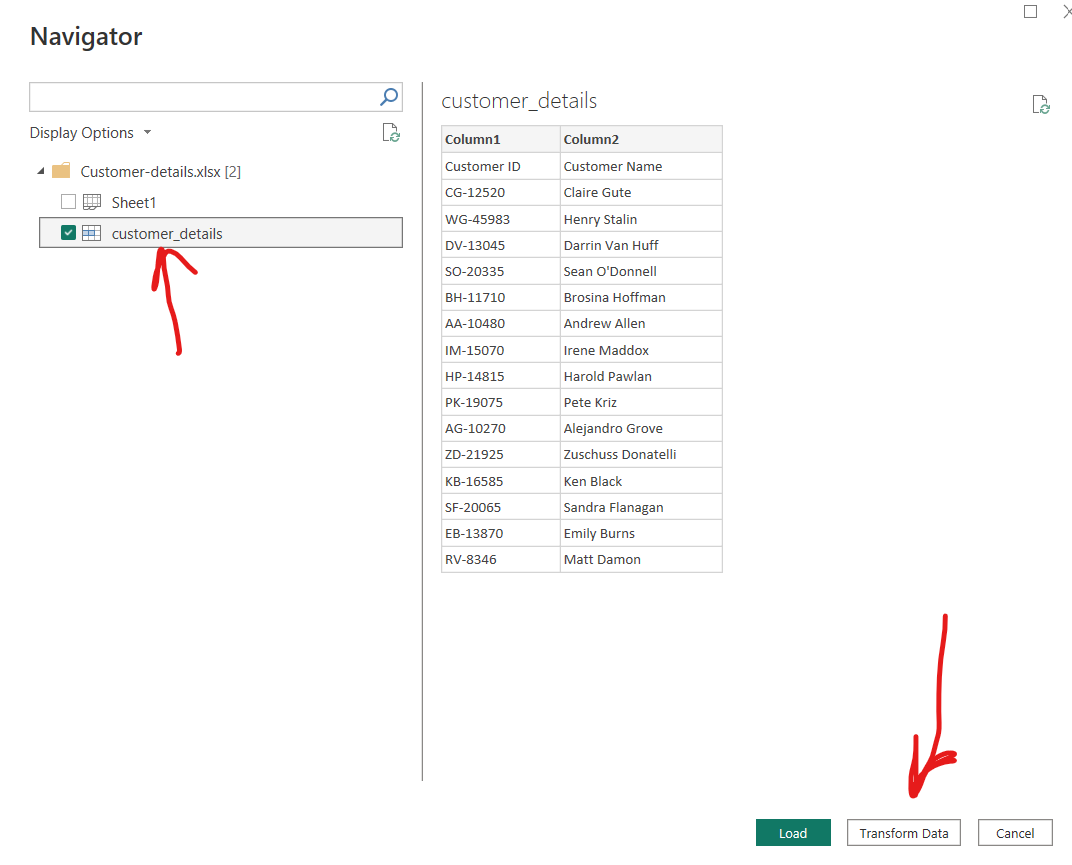 Navigator
Display Options
Customer-details.xlsx [2]
Sheet1
customer_details
customer_details
Column1 Column2
Customer ID Customer Name
CG-12520 Claire Gute
WG-45983 Henry Stalin
DV-13045 Darrin Van Huff
SO-20335 Sean O'Donnell
BH-11710 Brosina Hoffman
AA-10480 Andrew Allen
IM-15070 Irene Maddox
HP-14815 Harold Pawlan
PK-19075 Pete Kriz
AG-10270 Alejandro Grove
ZD-21925 Zuschuss Donatelli
KB-16585 Ken Black
SF-20065 Sandra Flanagan
EB-13870 Emily Burns
RV-8346 Matt Damon
Load Transform Data Cancel